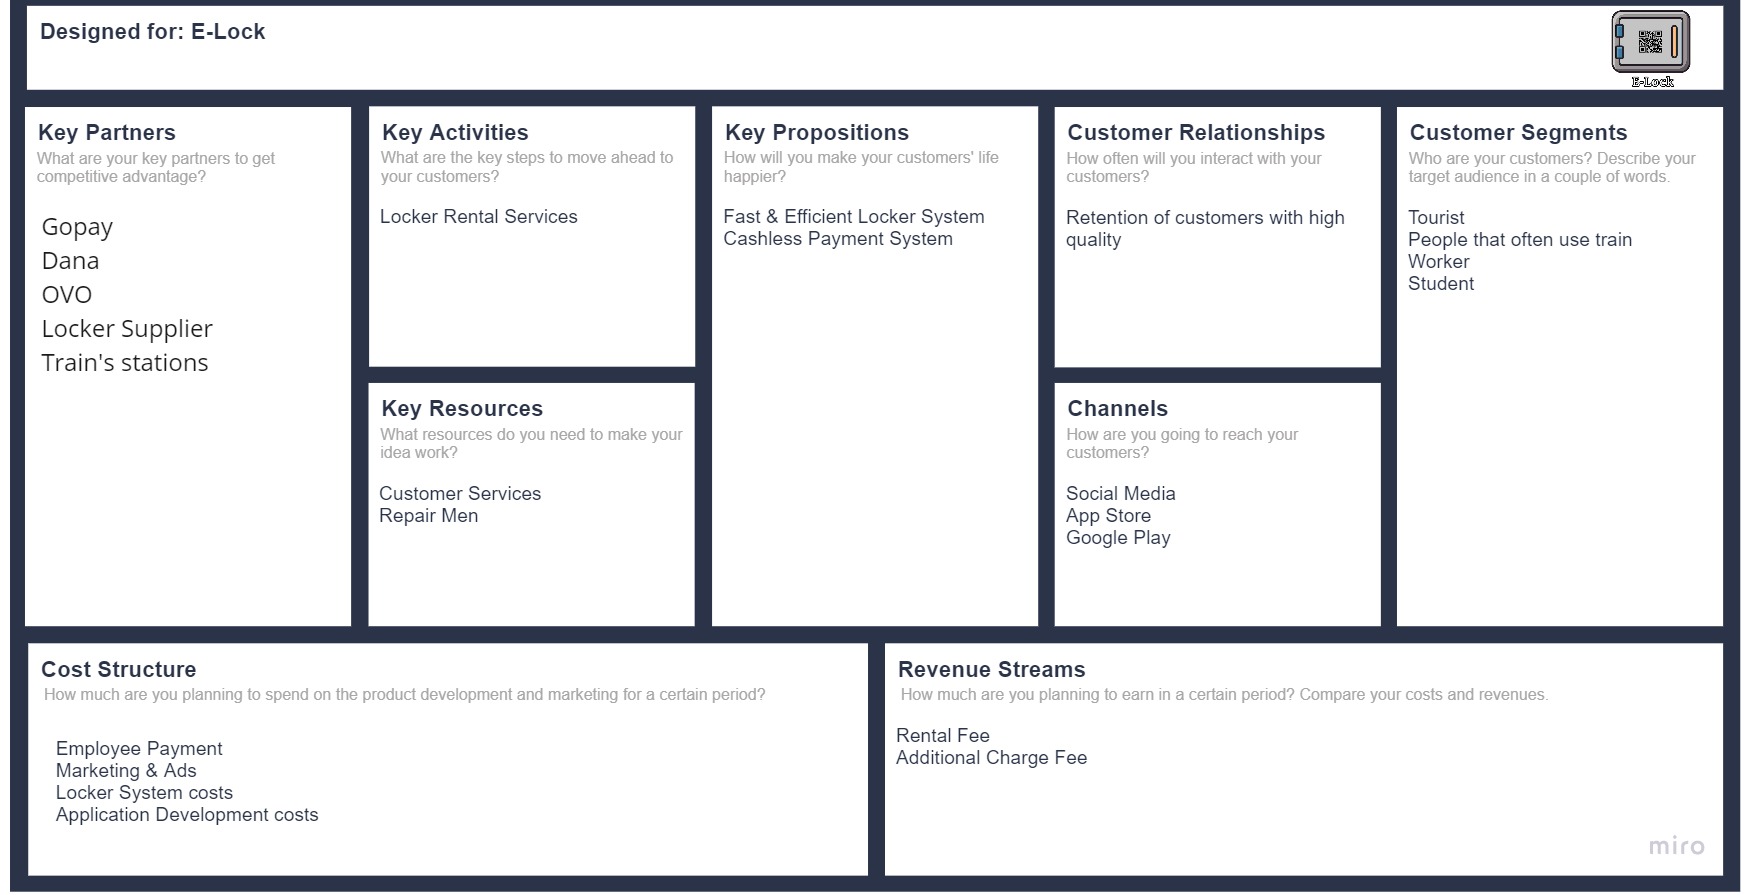 Designed for: E-Lock
E-Lock
Key Partners
What are your key partners to get
competitive advantage?
Gopay
Dana
OVO
Locker Supplier
Train's stations
Key Activities
What are the key steps to move ahead to
your customers?
Locker Rental Services
Key Resources
What resources do you need to make your
idea work?
Customer Services
Repair Men
Key Propositions
How will you make your customers' life
happier?
Fast & Efficient Locker System
Cashless Payment System
Customer Relationships
How often will you interact with your
customers?
Retention of customers with high
quality
Channels
How are you going to reach your
customers?
Social Media
App Store
Google Play
Customer Segments
Who are your customers? Describe your
target audience in a couple of words.
Tourist
People that often use train
Worker
Student
Cost Structure
How much are you planning to spend on the product development and marketing for a certain period?
Employee Payment
Marketing & Ads
Locker System costs
Application Development costs
Revenue Streams
How much are you planning to earn in a certain period? Compare your costs and revenues.
Rental Fee
Additional Charge Fee
miro